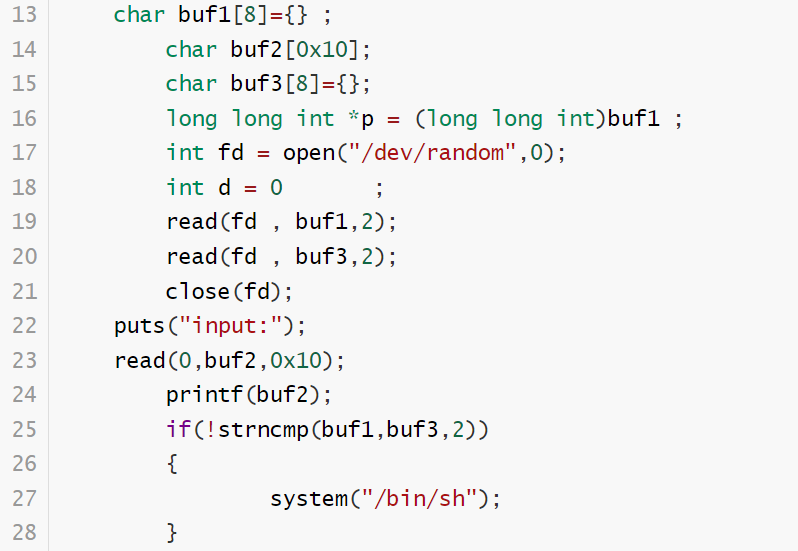 13 char buf1[8]={} ;
14 char buf2[0x10];
15 char buf3[8]={};
16 long long int *p = (long long int)buf1 ;
17 int fd = open("/dev/random",0);
18 int d = 0 ;
19 read(fd , buf1,2);
20 read(fd , buf3,2);
21 close(fd);
22 puts("input:");
23 read(0,buf2,0x10);
24 printf(buf2);
25 if(!strncmp(buf1,buf3,2))
26 {
27 system("/bin/sh");
28 }